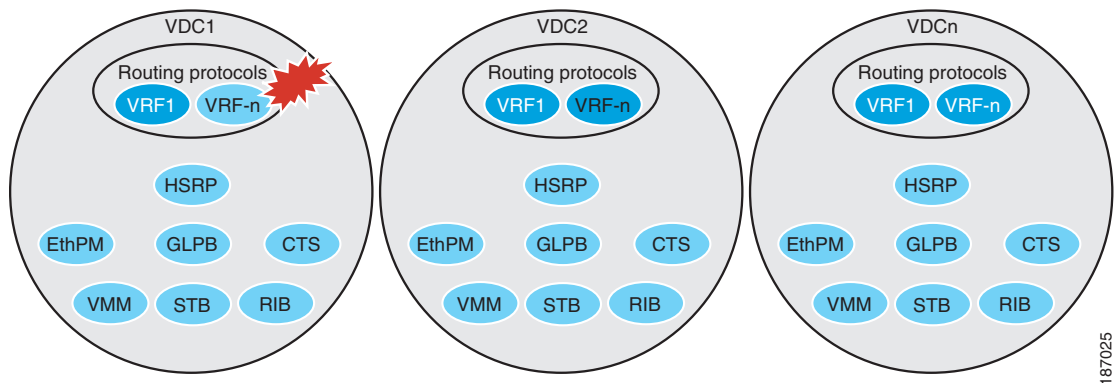 VDC1
Routing protocols
VRF1 VRF-n
HSRP
EthPM GLPB CTS
VMM STB RIB
VDC2
Routing protocols
VRF1 VRF-n
HSRP
EthPM GLPB CTS
VMM STB RIB
VDCn
Routing protocols
VRF1 VRF-n
HSRP
EthPM GLPB CTS
VMM STB RIB
187025